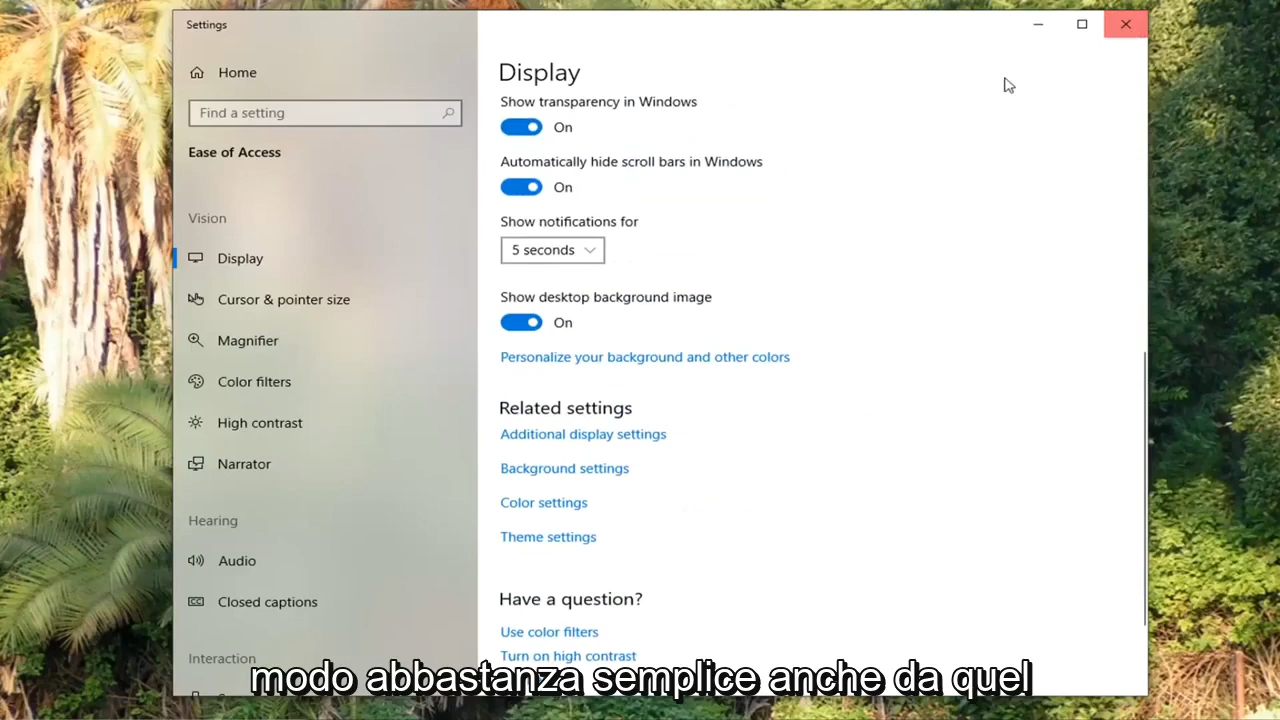 Settings
Home
Find a setting
Ease of Access
Vision
Display
Cursor & pointer size
Magnifier
Color filters
High contrast
Narrator
Hearing
Audio
Closed captions
Interaction
Display
Show transparency in Windows
On
Automatically hide scroll bars in Windows
On
Show notifications for
5 seconds
Show desktop background image
On
Personalize your background and other colors
Related settings
Additional display settings
Background settings
Color settings
Theme settings
Have a question?
Use color filters
Turn on high contrast
modo abbastanza semplice anche da quel